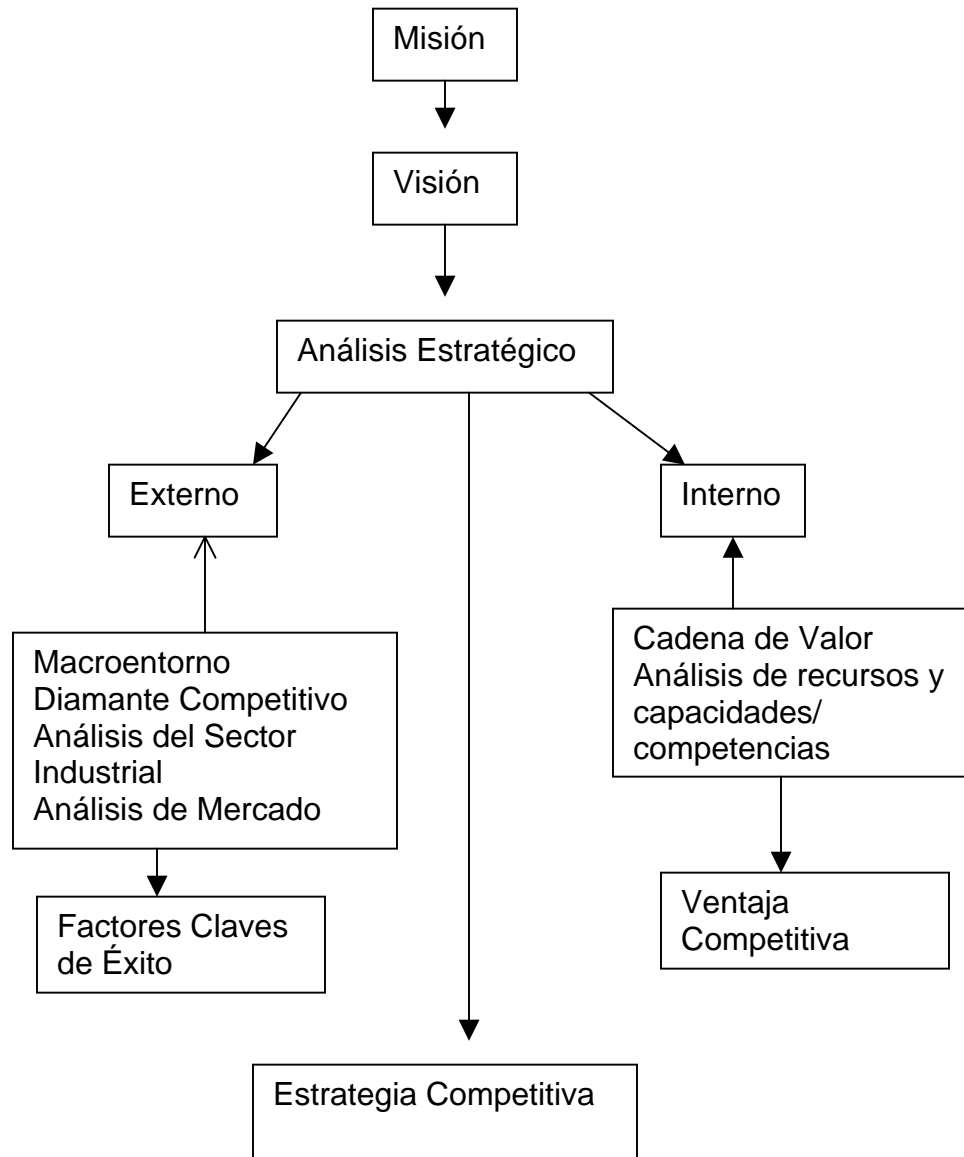 Misión
Visión
Análisis Estratégico
Externo
Interno
Macroentorno
Diamante Competitivo
Análisis del Sector
Industrial
Análisis de Mercado
Cadena de Valor
Análisis de recursos y
capacidades/
competencias
Factores Claves
de Éxito
Ventaja
Competitiva
Estrategia Competitiva